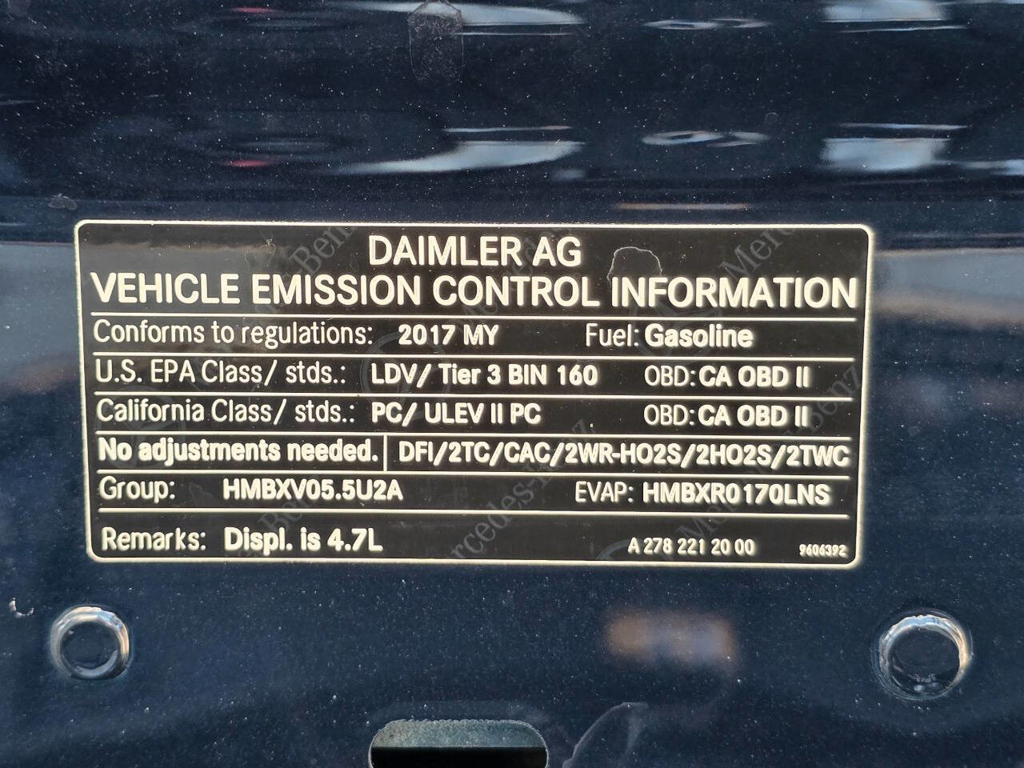 DAIMLER AG
VEHICLE EMISSION CONTROL INFORMATION
Conforms to regulations: 2017 MY Fuel: Gasoline
U.S. EPA Class/ stds.: LDV/ Tier 3 BIN 160 OBD: CA OBD II
California Class/ stds.: PC/ ULEV II PC OBD: CA OBD II
No adjustments needed. DFI/2TC/CAC/2WR-HO2S/2HO2S/2TWC
Group: HMBXV05.5U2A EVAP: HMBXR0170LNS
Remarks: Displ. is 4.7L A 278 221 20 00 9606392